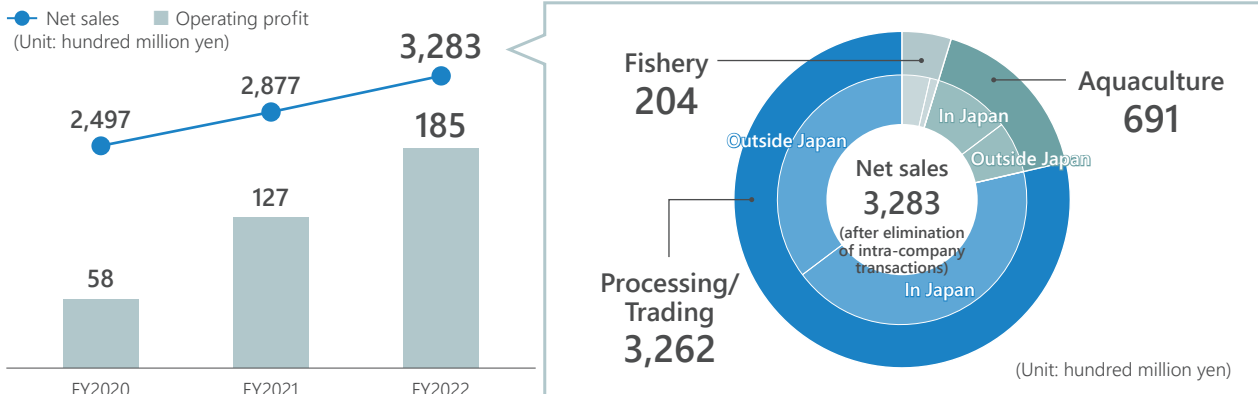 Net sales Operating profit
(Unit: hundred million yen)
2,497
2,877
3,283
58
127
185
FY2020 FY2021 FY2022
Fishery
204
Aquaculture
691
In Japan
Outside Japan
Outside Japan
Net sales
3,283
(after elimination
of intra-company
transactions)
In Japan
Processing/
Trading
3,262
(Unit: hundred million yen)